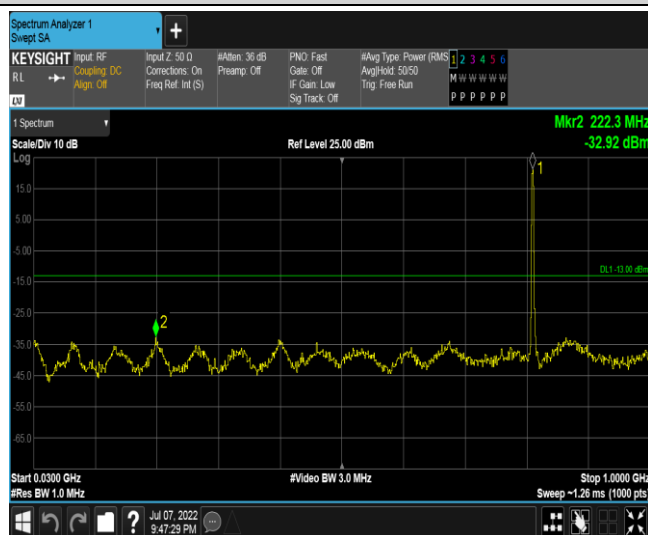 Spectrum Analyzer 1
Swept SA
+
KEYSIGHT
RL
LXI
Input: RF
Coupling: DC
Align: Off
Input Z: 50 Ω
Corrections: On
Freq Ref: Int (S)
#Atten: 36 dB
Preamp: Off
PNO: Fast
Gate: Off
IF Gain: Low
Sig Track: Off
#Avg Type: Power (RMS
Avg|Hold: 50/50
Trig: Free Run
1 2 3 4 5 6
M W W W W W
P P P P P P
1 Spectrum
Mkr2 222.3 MHz
Scale/Div 10 dB
Ref Level 25.00 dBm
-32.92 dBm
Log
1
15.0
5.00
-5.00
DL1 -13.00 dBm
-15.0
-25.0
2
-35.0
-45.0
-55.0
-65.0
Start 0.0300 GHz
#Video BW 3.0 MHz
Stop 1.0000 GHz
#Res BW 1.0 MHz
Sweep ~1.26 ms (1000 pts)
?
Jul 07, 2022
9:47:29 PM